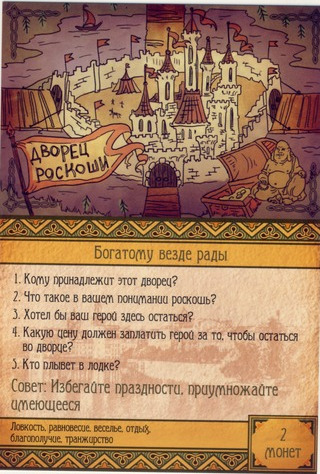 ДВОРЕЦ
РОСКОШИ
Богатому везде рады
1. Кому принадлежит этот дворец?
2. Что такое в вашем понимании роскошь?
3. Хотел бы ваш герой здесь остаться?
4. Какую цену должен заплатить герой за то, чтобы остаться
во дворце?
5. Кто плывет в лодке?
Совет: Избегайте праздности, приумножайте
имеющееся
Ловкость, равновесие, веселье, отдых,
благополучие, транжирство
2
монет